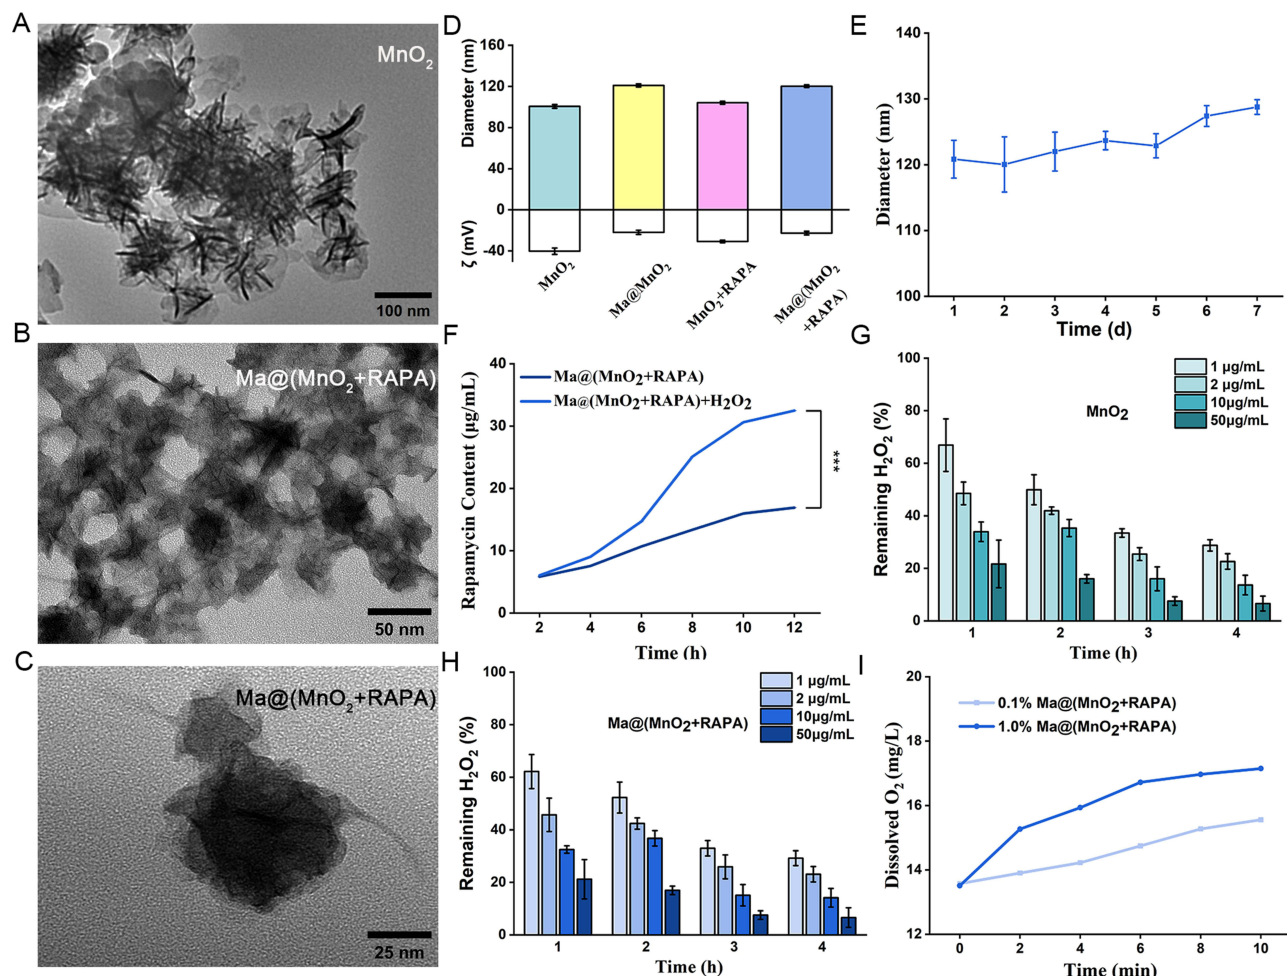 A
MnO2
100 nm
B
Ma@(MnO2+RAPA)
50 nm
C
Ma@(MnO2+RAPA)
25 nm
D
Diameter (nm)
160
120
80
40
0
-40
ζ (mV)
MnO2
Ma@MnO2
MnO2+RAPA
Ma@(MnO2
+RAPA)
E
Diameter (nm)
140
130
120
110
100
1 2 3 4 5 6 7
Time (d)
F
Rapamycin Content (μg/mL)
40
30
20
10
0
Ma@(MnO2+RAPA)
Ma@(MnO2+RAPA)+H2O2
***
2 4 6 8 10 12
Time (h)
G
Remaining H2O2 (%)
100
80
60
40
20
0
MnO2
1 μg/mL
2 μg/mL
10μg/mL
50μg/mL
1 2 3 4
Time (h)
H
Remaining H2O2 (%)
100
80
60
40
20
0
Ma@(MnO2+RAPA)
1 μg/mL
2 μg/mL
10μg/mL
50μg/mL
1 2 3 4
Time (h)
I
Dissolved O2 (mg/L)
20
18
16
14
12
0.1% Ma@(MnO2+RAPA)
1.0% Ma@(MnO2+RAPA)
0 2 4 6 8 10
Time (min)